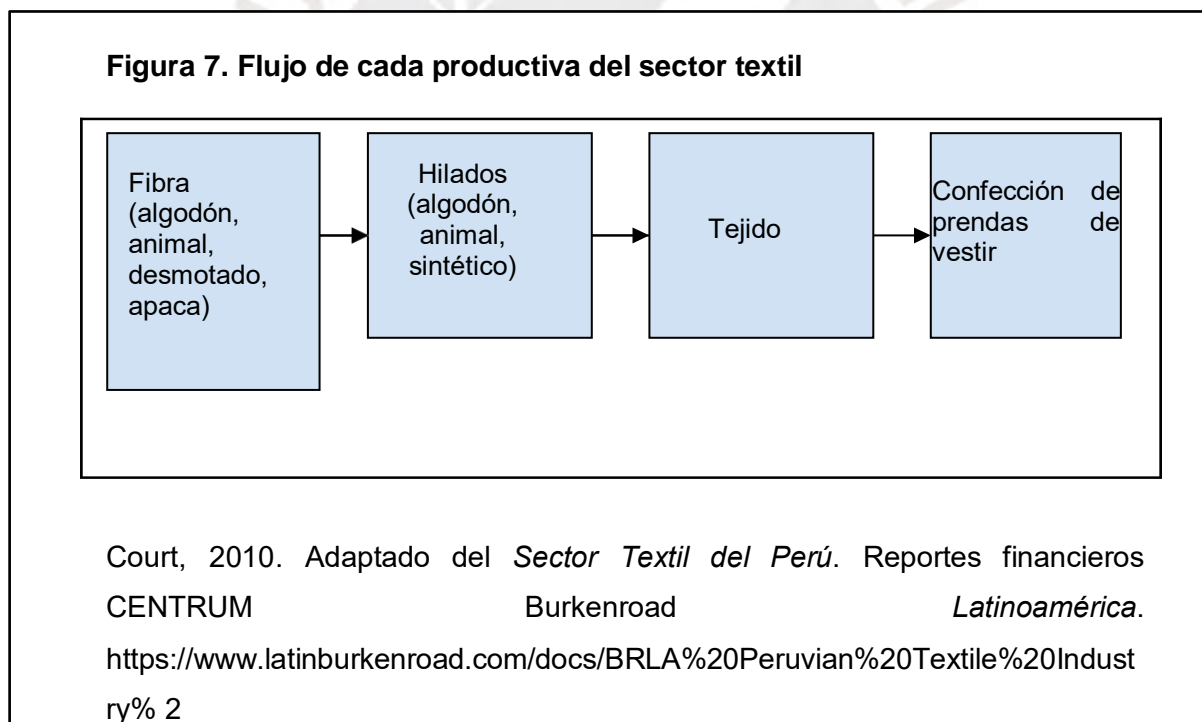 Figura 7. Flujo de cada productiva del sector textil
Fibra
(algodón,
animal,
desmotado,
apaca)
Hilados
(algodón,
animal,
sintético)
Tejido
Confección de
prendas de
vestir
Court, 2010. Adaptado del Sector Textil del Perú. Reportes financieros
CENTRUM Burkenroad Latinoamérica.
https://www.latinburkenroad.com/docs/BRLA%20Peruvian%20Textile%20Indust
ry% 2